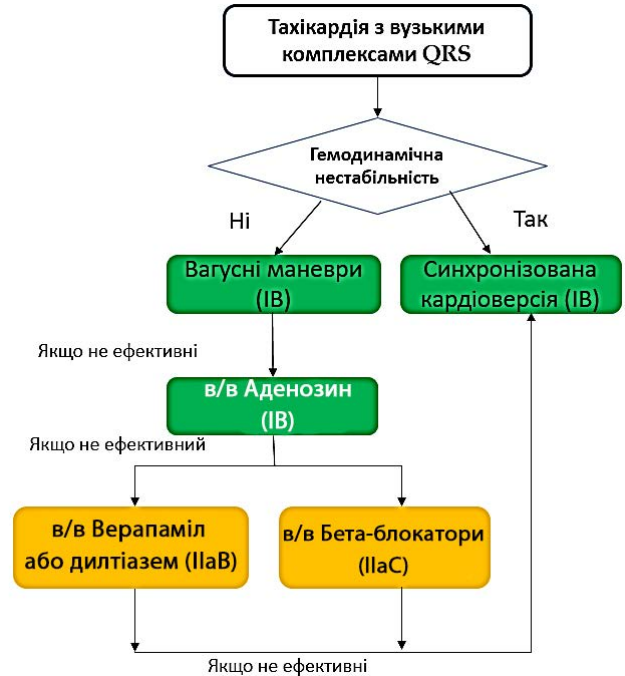 Тахікардія з вузькими
комплексами QRS
Гемодинамічна
нестабільність
Ні
Так
Вагусні маневри
(IB)
Синхронізована
кардіоверсія (IB)
Якщо не ефективні
в/в Аденозин
(IB)
Якщо не ефективний
в/в Верапаміл
або дилтіазем (IIaB)
в/в Бета-блокатори
(IIaC)
Якщо не ефективні